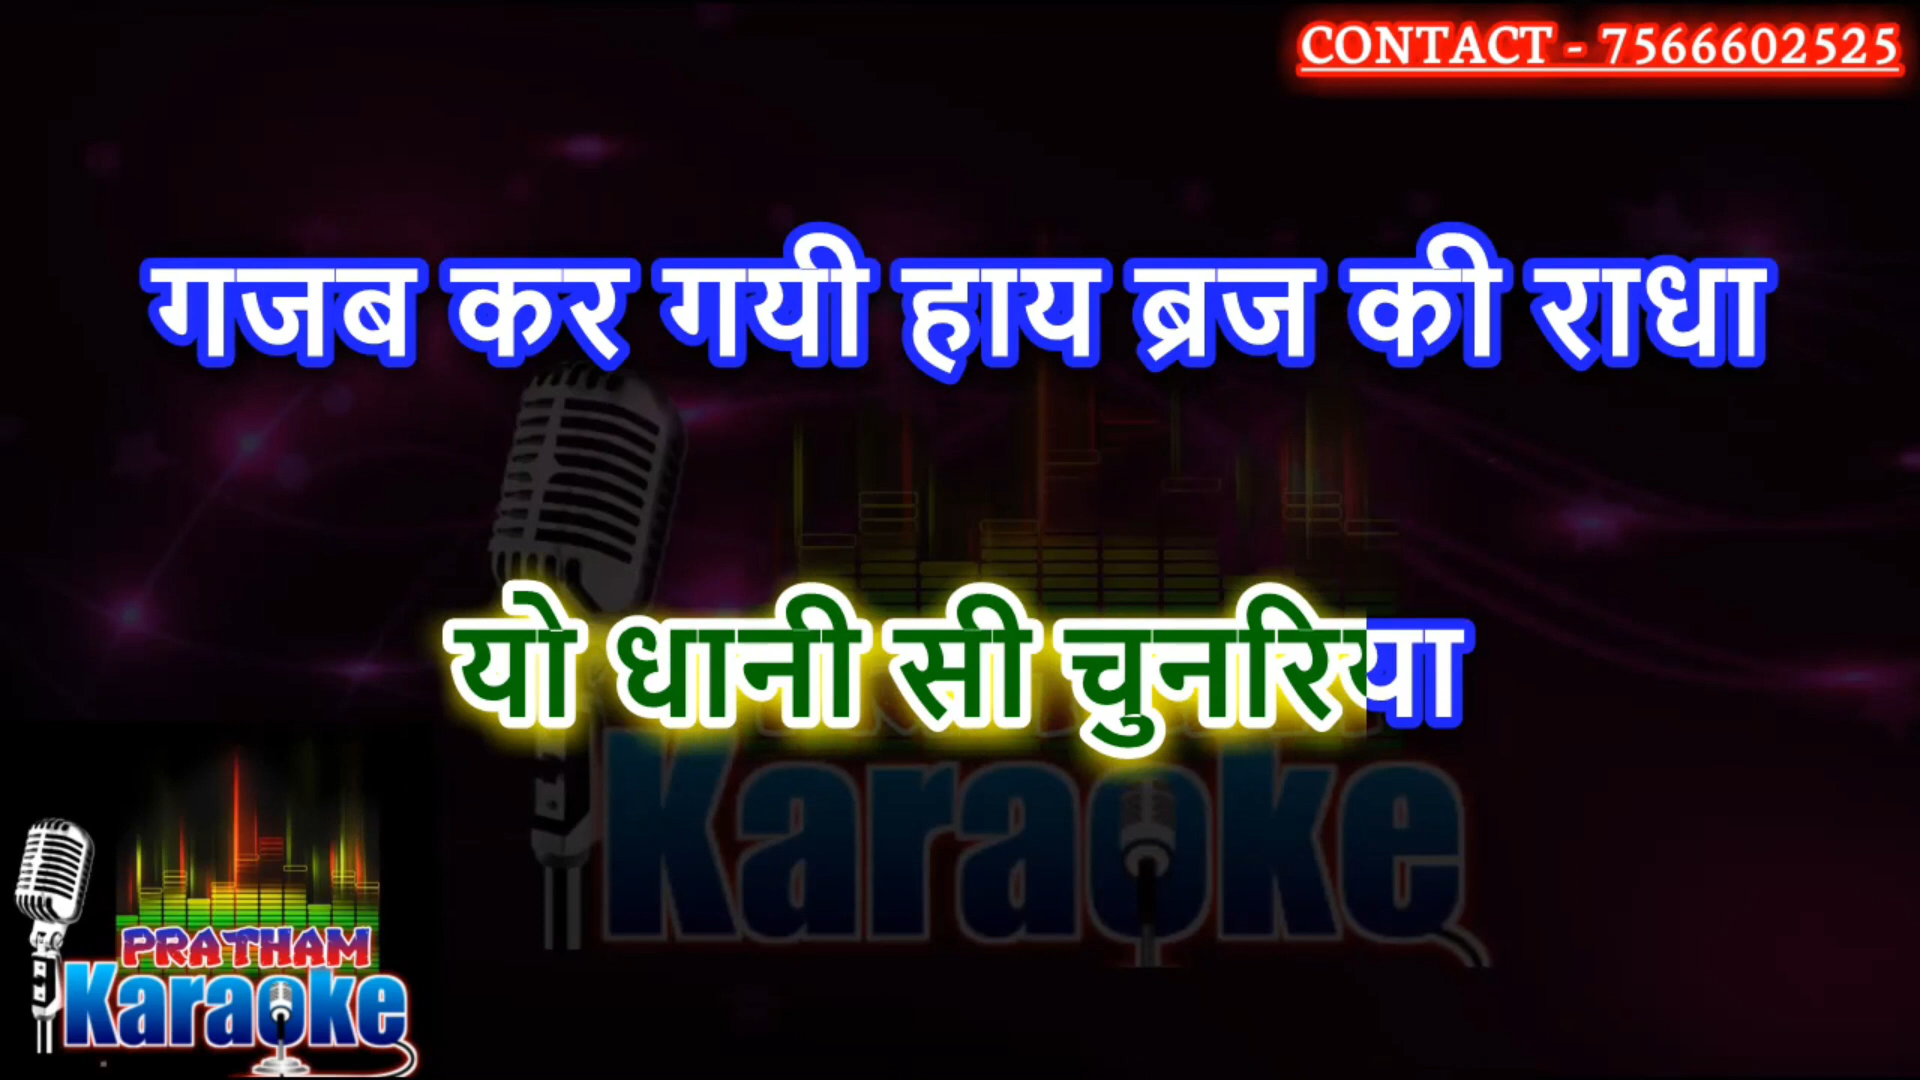 CONTACT - 7566602525
गजब कर गयी हाय ब्रज की राधा
यो धानी सी चुनरिया
Karaoke
PRATHAM
Karaoke